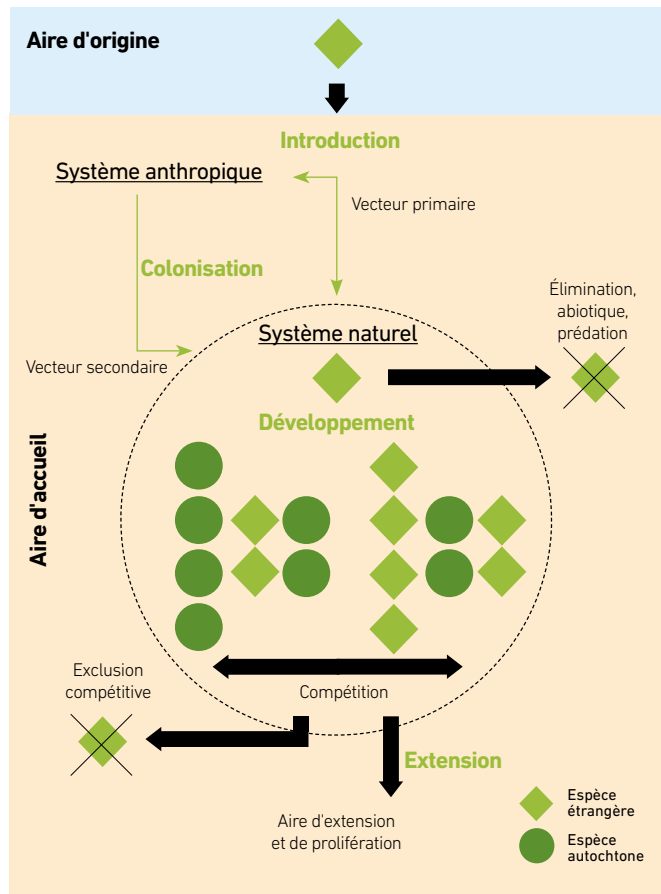 Aire d'origine
Introduction
Système anthropique
Vecteur primaire
Colonisation
Élimination,
abiotique,
prédation
Système naturel
Vecteur secondaire
Développement
Aire d'accueil
Exclusion
compétitive
Compétition
Extension
Aire d'extension
et de prolifération
Espèce
étrangère
Espèce
autochtone